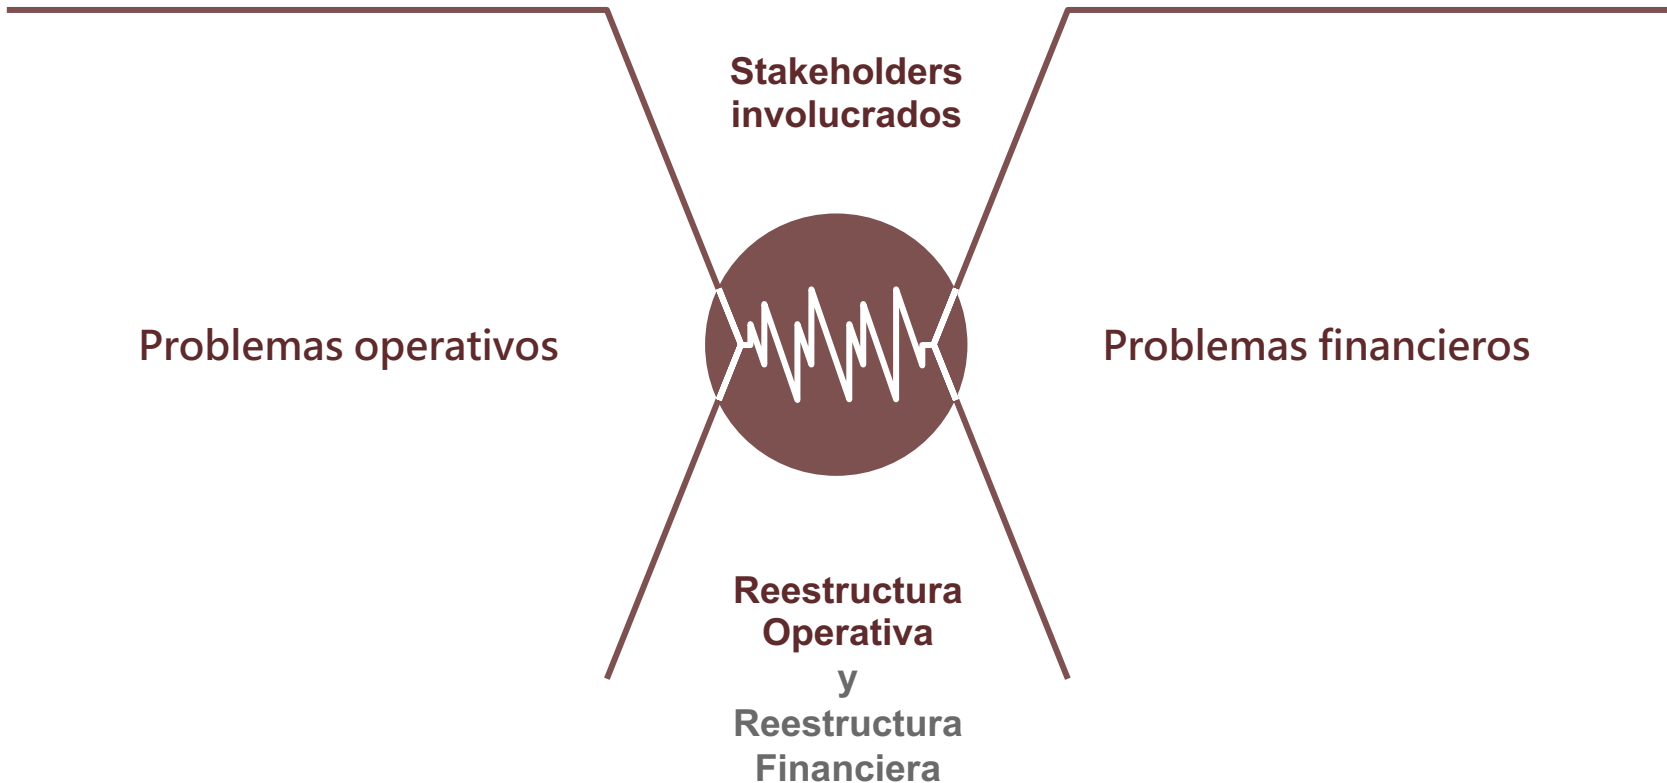 Stakeholders
involucrados
Problemas operativos
Problemas financieros
Reestructura
Operativa
y
Reestructura
Financiera